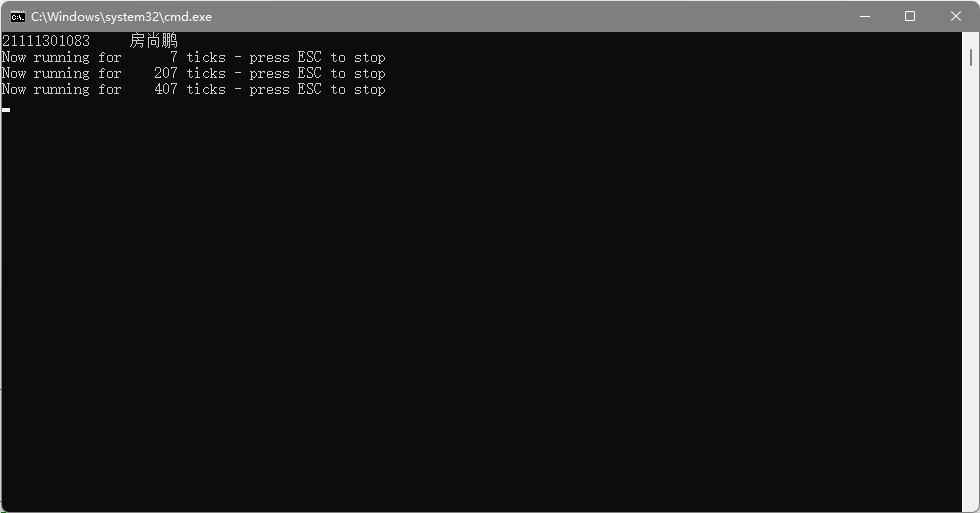 C:\Windows\system32\cmd.exe
21111301083     房尚鹏
Now running for      7 ticks - press ESC to stop
Now running for    207 ticks - press ESC to stop
Now running for    407 ticks - press ESC to stop